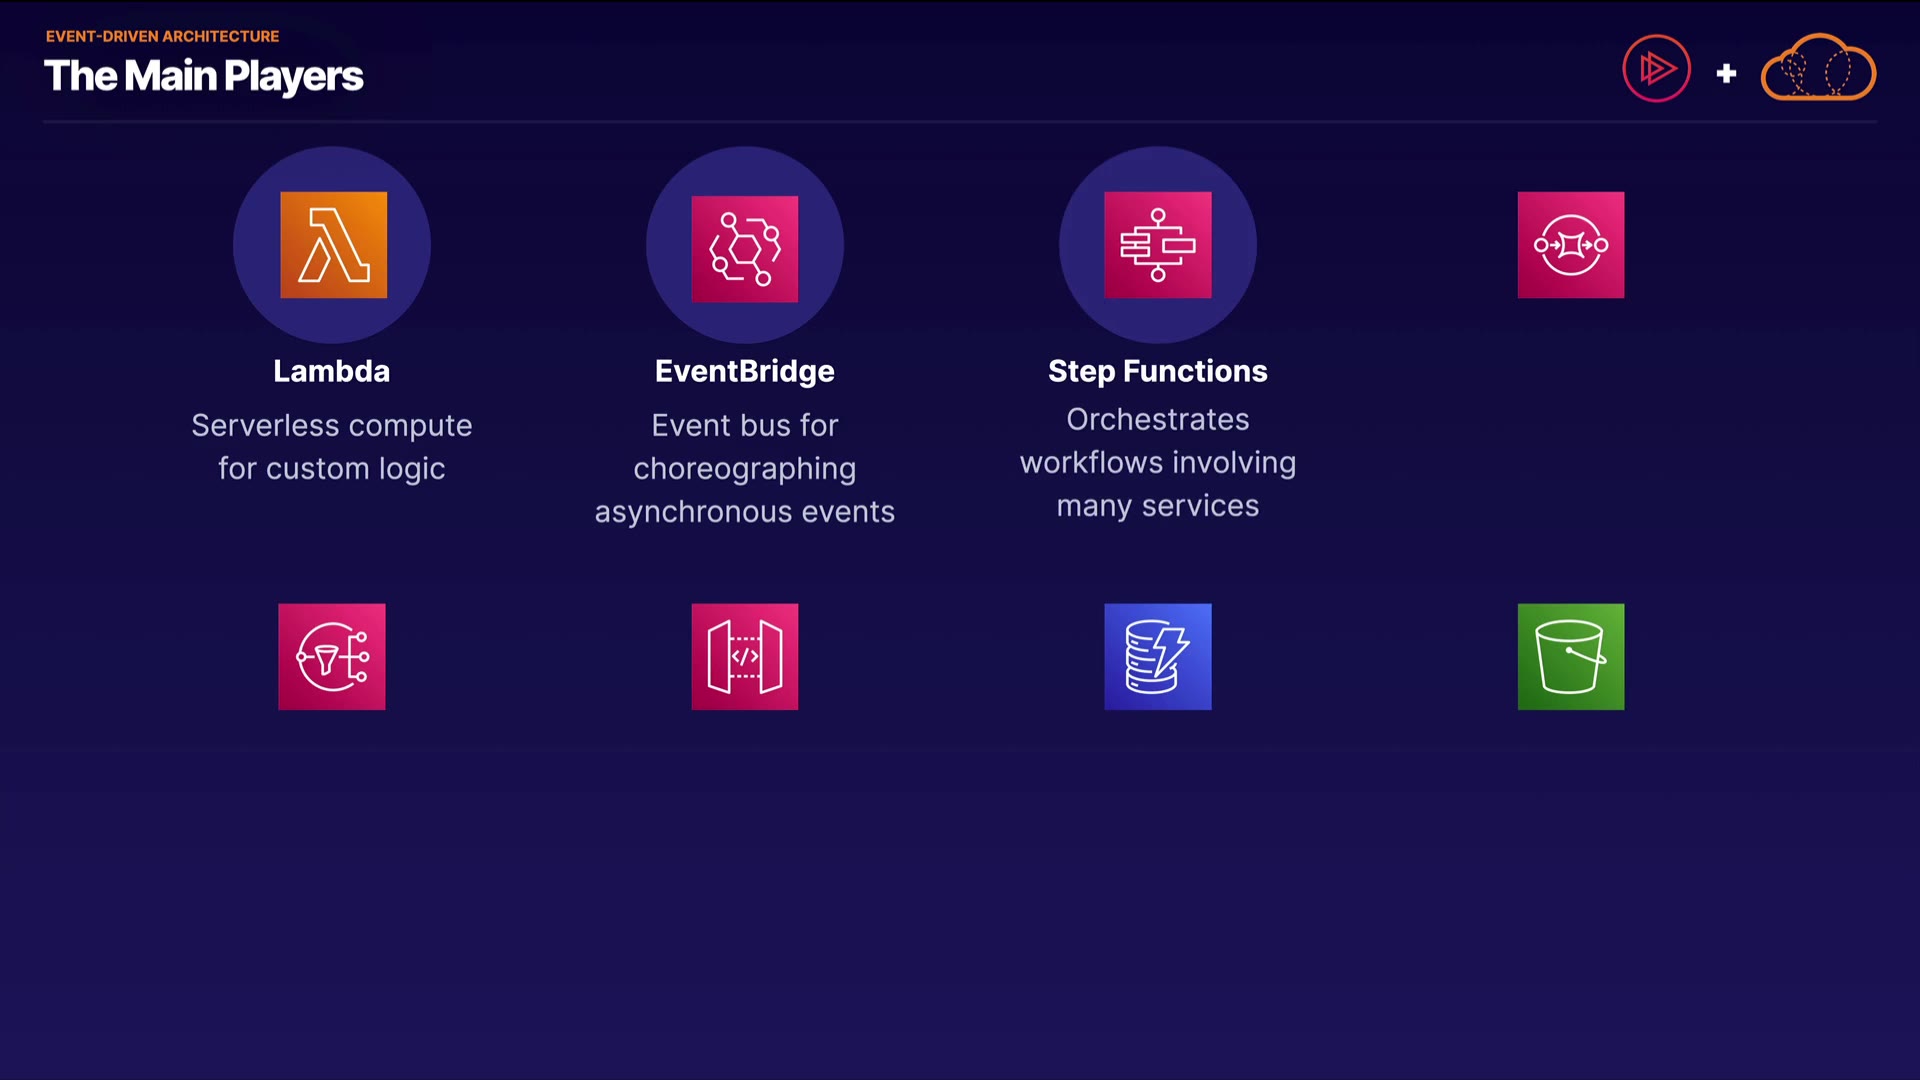 EVENT-DRIVEN ARCHITECTURE
The Main Players
Lambda
Serverless compute
for custom logic
EventBridge
Event bus for
choreographing
asynchronous events
Step Functions
Orchestrates
workflows involving
many services